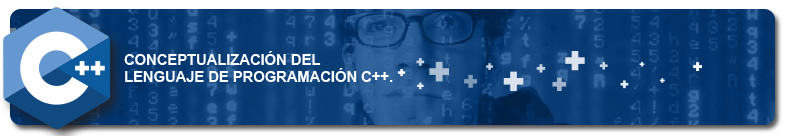 C++
CONCEPTUALIZACIÓN DEL
LENGUAJE DE PROGRAMACIÓN C++.